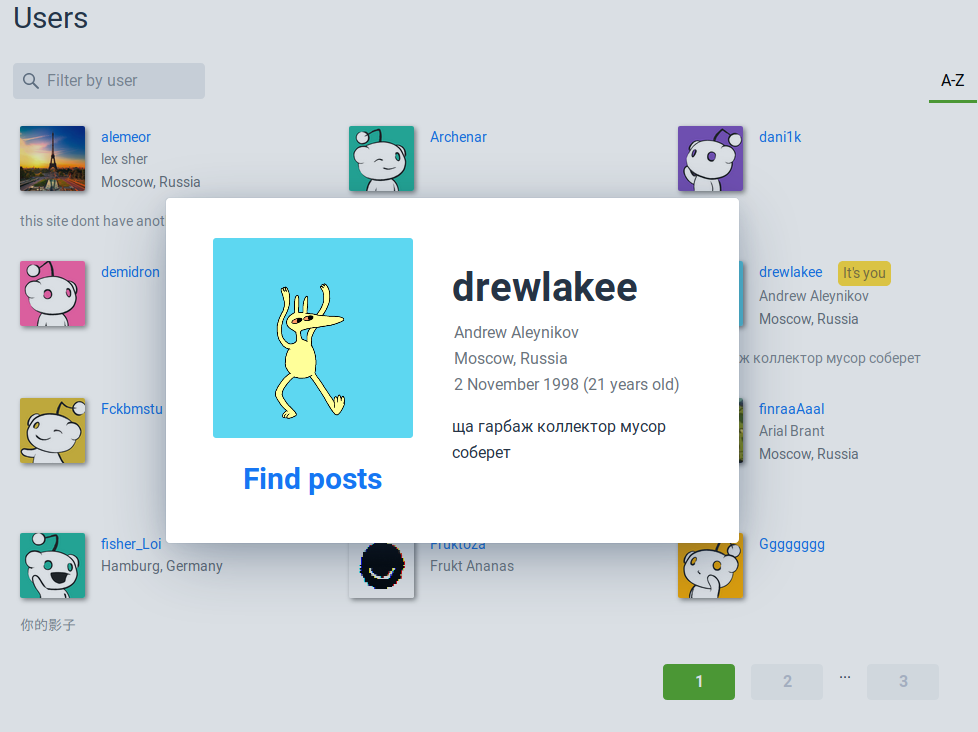 Users
Filter by user
A-Z
alemeor
lex sher
Moscow, Russia
this site dont have anot
Archenar
dani1k
demidron
drewlakee
It's you
Andrew Aleynikov
Moscow, Russia
ж коллектор мусор соберет
drewlakee
Andrew Aleynikov
Moscow, Russia
2 November 1998 (21 years old)
ща гарбаж коллектор мусор
соберет
Find posts
Fckbmstu
finraaAaal
Arial Brant
Moscow, Russia
fisher_Loi
Hamburg, Germany
你的影子
Fruktoza
Frukt Ananas
Gggggggg
1
2
...
3